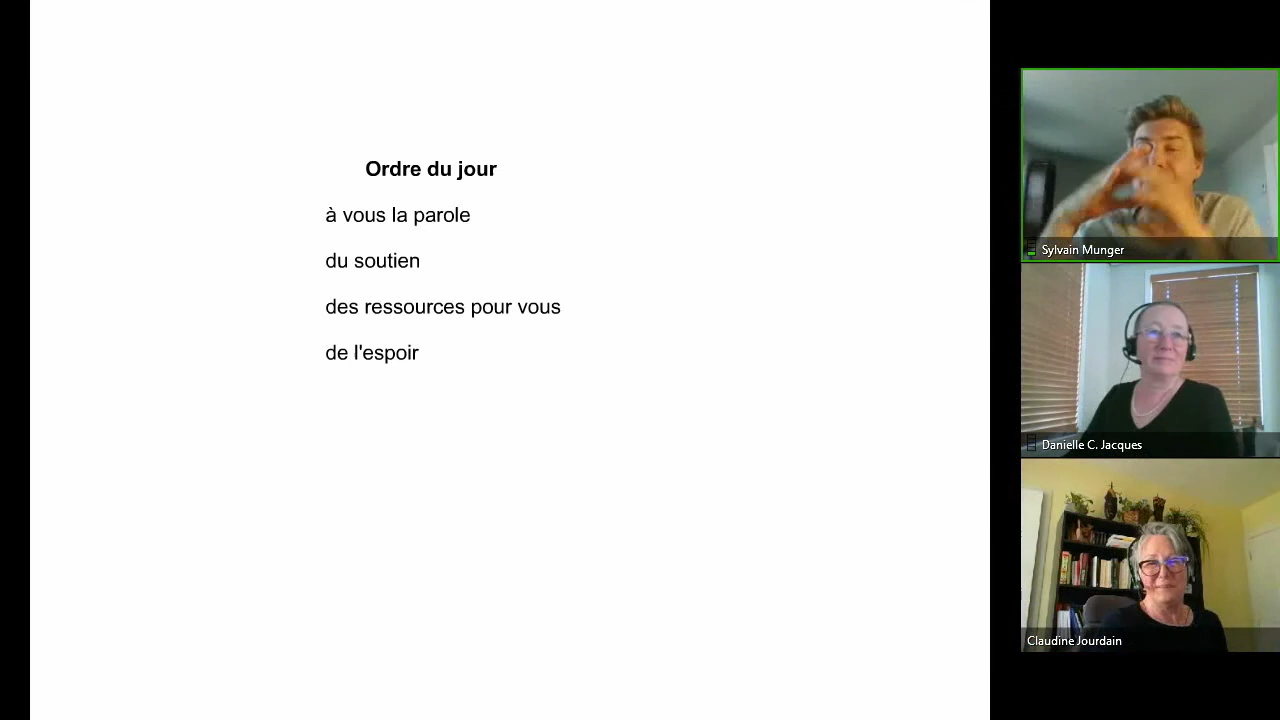 Ordre du jour
à vous la parole
du soutien
des ressources pour vous
de l'espoir
Sylvain Munger
Danielle C. Jacques
Claudine Jourdain